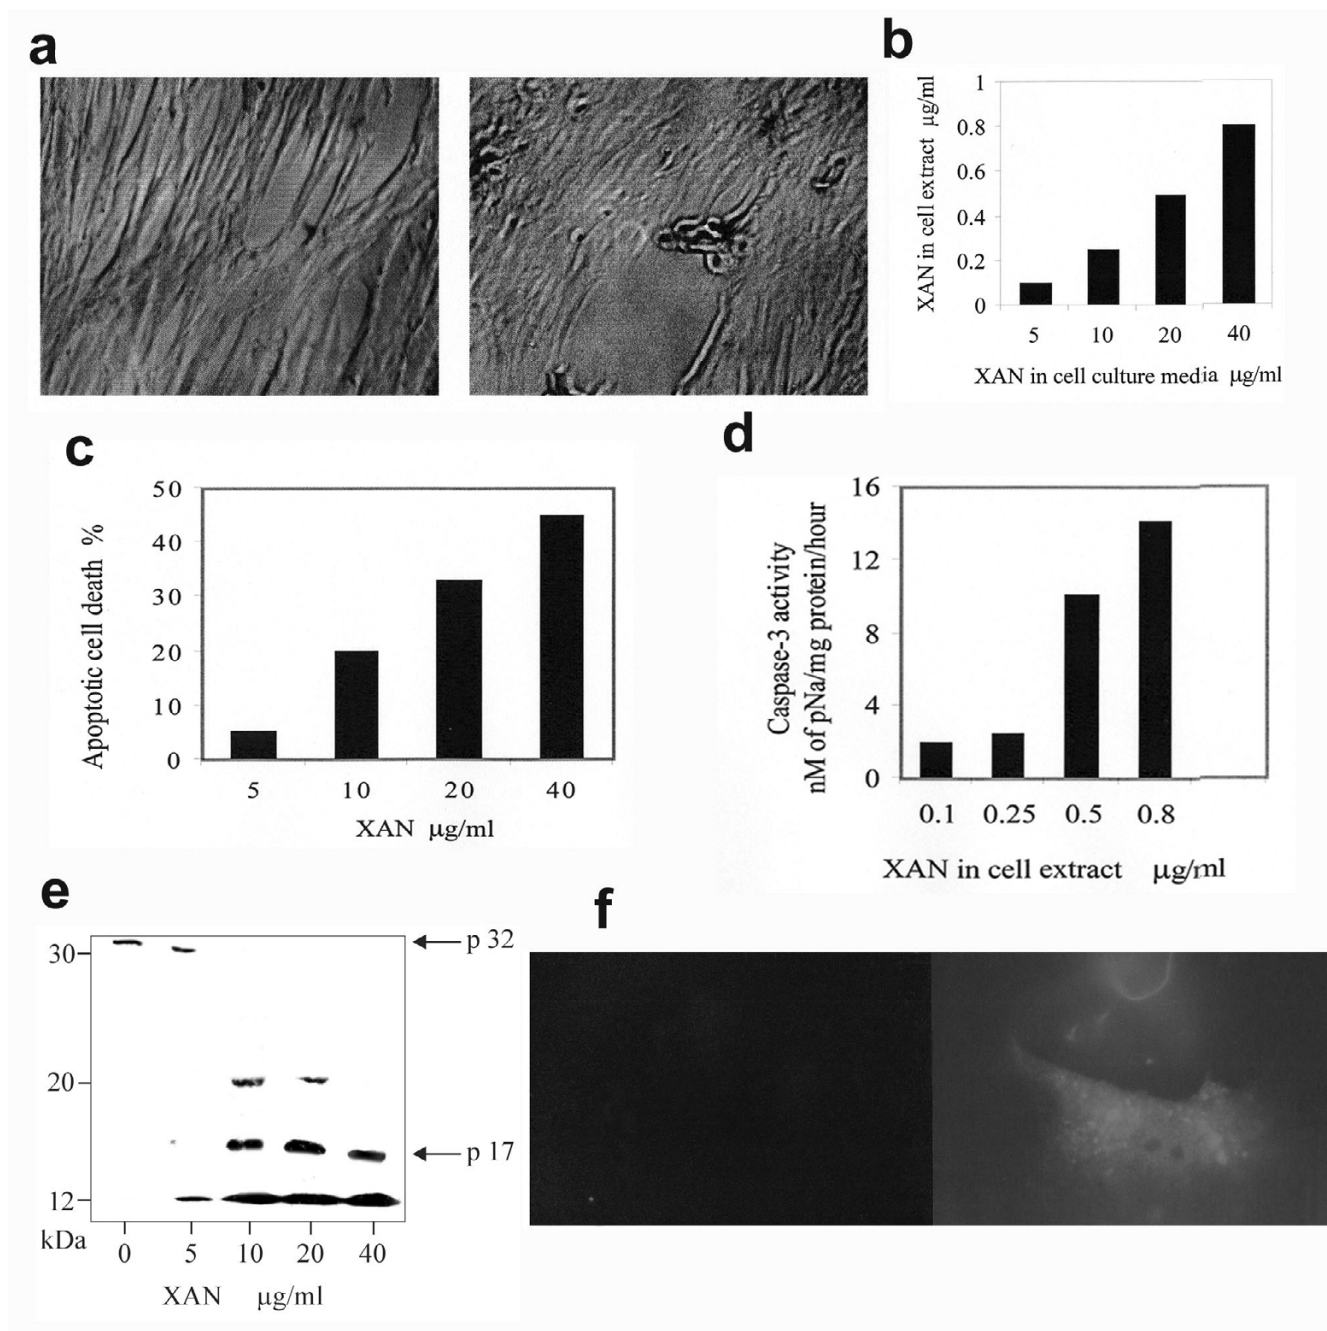 a
b
XAN in cell extract µg/ml
1
0.8
0.6
0.4
0.2
0
5 10 20 40
XAN in cell culture media µg/ml
c
Apoptotic cell death %
50
40
30
20
10
0
5 10 20 40
XAN µg/ml
d
Caspase-3 activity
nM of pNa/mg protein/hour
16
12
8
4
0
0.1 0.25 0.5 0.8
XAN in cell extract µg/ml
e
30
20
12
kDa
p 32
p 17
0 5 10 20 40
XAN µg/ml
f